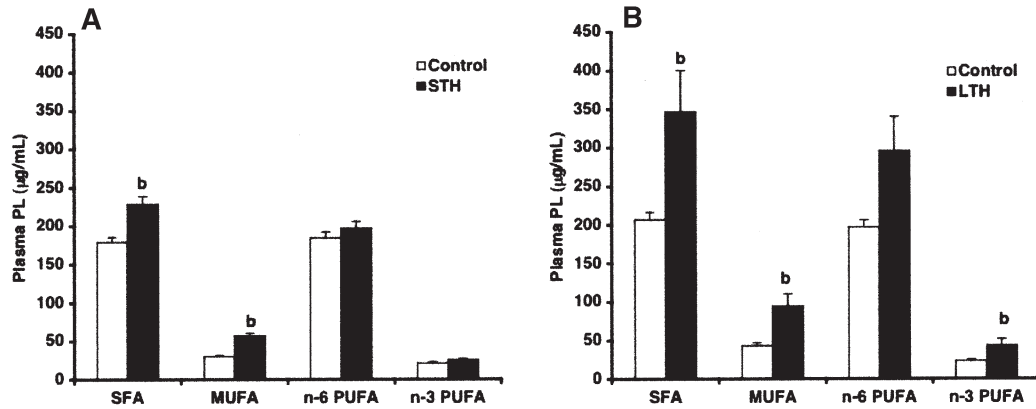 A
450
400
350
300
250
200
150
100
50
0
Plasma PL (µg/mL)
Control
STH
b
b
SFA MUFA n-6 PUFA n-3 PUFA
B
450
400
350
300
250
200
150
100
50
0
Plasma PL (µg/mL)
Control
LTH
b
b
b
SFA MUFA n-6 PUFA n-3 PUFA